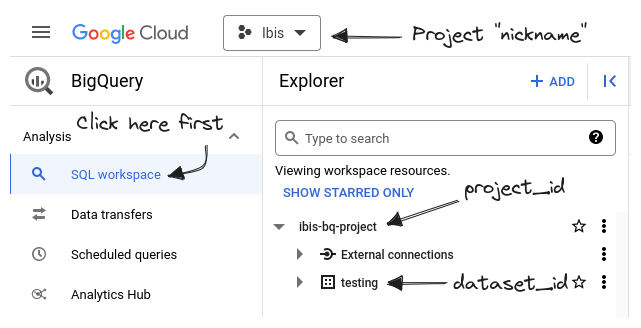 Google Cloud
Ibis
Project "nickname"
BigQuery
Explorer
+ ADD
Click here first
Analysis
Type to search
SQL workspace
Viewing workspace resources.
SHOW STARRED ONLY
project_id
Data transfers
ibis-bq-project
Scheduled queries
External connections
testing
dataset_id
Analytics Hub